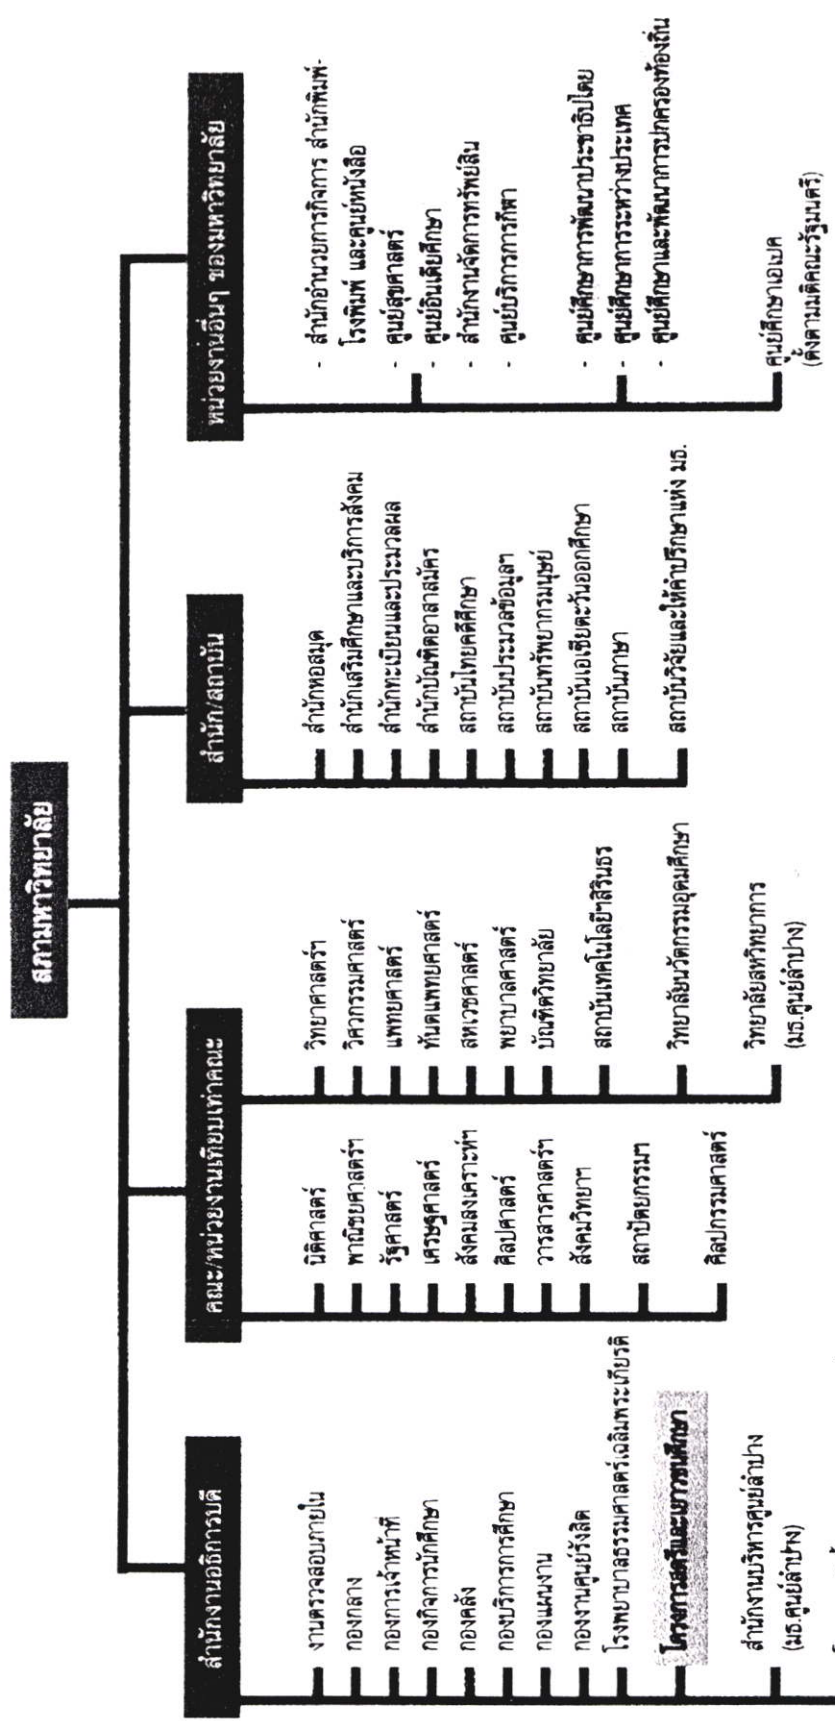 สภามหาวิทยาลัย
สำนักงานอธิการบดี
งานตรวจสอบภายใน
กองกลาง
กองการเจ้าหน้าที่
กองกิจการนักศึกษา
กองคลัง
กองบริการการศึกษา
กองแผนงาน
กองงานศูนย์รังสิต
โรงพยาบาลธรรมศาสตร์เฉลิมพระเกียรติ
โครงการสตรีและเยาวชนศึกษา
สำนักงานบริหารศูนย์ลำปาง
(มธ.ศูนย์ลำปาง)
คณะ/หน่วยงานเทียบเท่าคณะ
นิติศาสตร์
พาณิชยศาสตร์ฯ
รัฐศาสตร์
เศรษฐศาสตร์
สังคมสงเคราะห์ฯ
ศิลปศาสตร์
วารสารศาสตร์ฯ
สังคมวิทยาฯ
สถาปัตยกรรมฯ
ศิลปกรรมศาสตร์
วิทยาศาสตร์ฯ
วิศวกรรมศาสตร์
แพทยศาสตร์
ทันตแพทยศาสตร์
สหเวชศาสตร์
พยาบาลศาสตร์
บัณฑิตวิทยาลัย
สถาบันเทคโนโลยีฯสิรินธร
วิทยาลัยนวัตกรรมอุดมศึกษา
วิทยาลัยสหวิทยาการ
(มธ.ศูนย์ลำปาง)
สำนัก/สถาบัน
สำนักหอสมุด
สำนักเสริมศึกษาและบริการสังคม
สำนักทะเบียนและประมวลผล
สำนักบัณฑิตอาสาสมัคร
สถาบันไทยคดีศึกษา
สถาบันประมวลข้อมูลฯ
สถาบันทรัพยากรมนุษย์
สถาบันเอเชียตะวันออกศึกษา
สถาบันภาษา
สถาบันวิจัยและให้คำปรึกษาแห่ง มธ.
หน่วยงานอื่นๆ ของมหาวิทยาลัย
- สำนักอำนวยการกิจการ สำนักพิมพ์-
โรงพิมพ์ และศูนย์หนังสือ
- ศูนย์สุขศาสตร์
- ศูนย์อินเดียศึกษา
- สำนักงานจัดการทรัพย์สิน
- ศูนย์บริการการกีฬา
- ศูนย์ศึกษาการพัฒนาประชาธิปไตย
- ศูนย์ศึกษาการระหว่างประเทศ
- ศูนย์ศึกษาและพัฒนาการปกครองท้องถิ่น
ศูนย์ศึกษาเอเปค
(ตั้งตามมติคณะรัฐมนตรี)